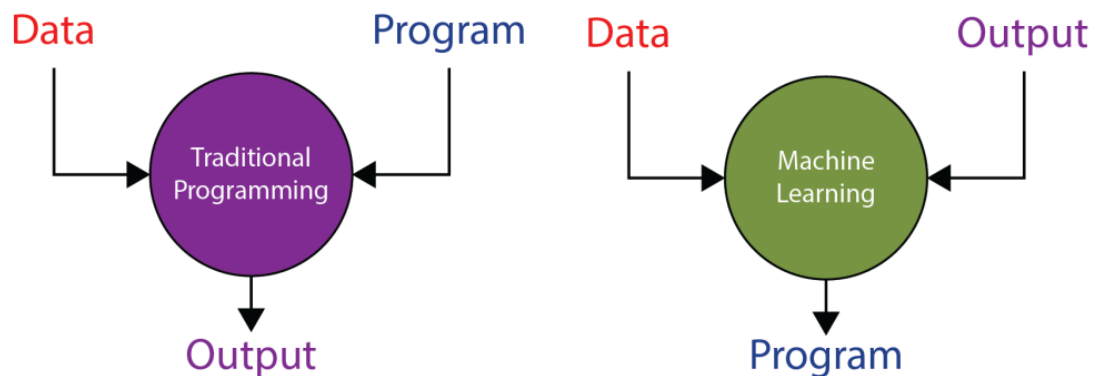 Data
Program
Traditional
Programming
Output
Data
Output
Machine
Learning
Program